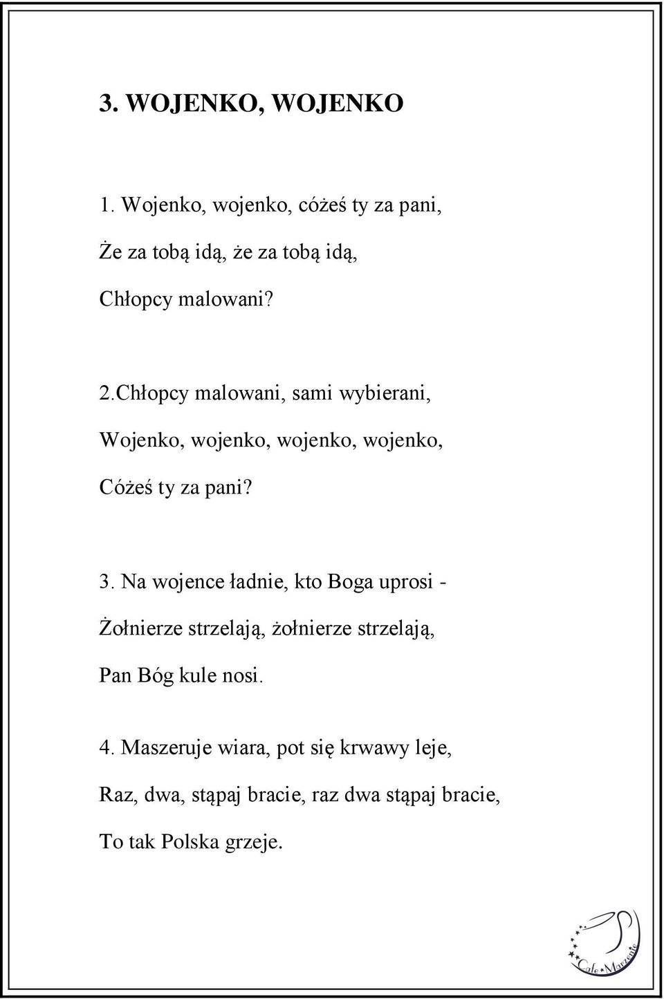 3. WOJENKO, WOJENKO
1. Wojenko, wojenko, cóżeś ty za pani,
Że za tobą idą, że za tobą idą,
Chłopcy malowani?
2.Chłopcy malowani, sami wybierani,
Wojenko, wojenko, wojenko, wojenko,
Cóżeś ty za pani?
3. Na wojence ładnie, kto Boga uprosi -
Żołnierze strzelają, żołnierze strzelają,
Pan Bóg kule nosi.
4. Maszeruje wiara, pot się krwawy leje,
Raz, dwa, stąpaj bracie, raz dwa stąpaj bracie,
To tak Polska grzeje.
Cafe Marzenie